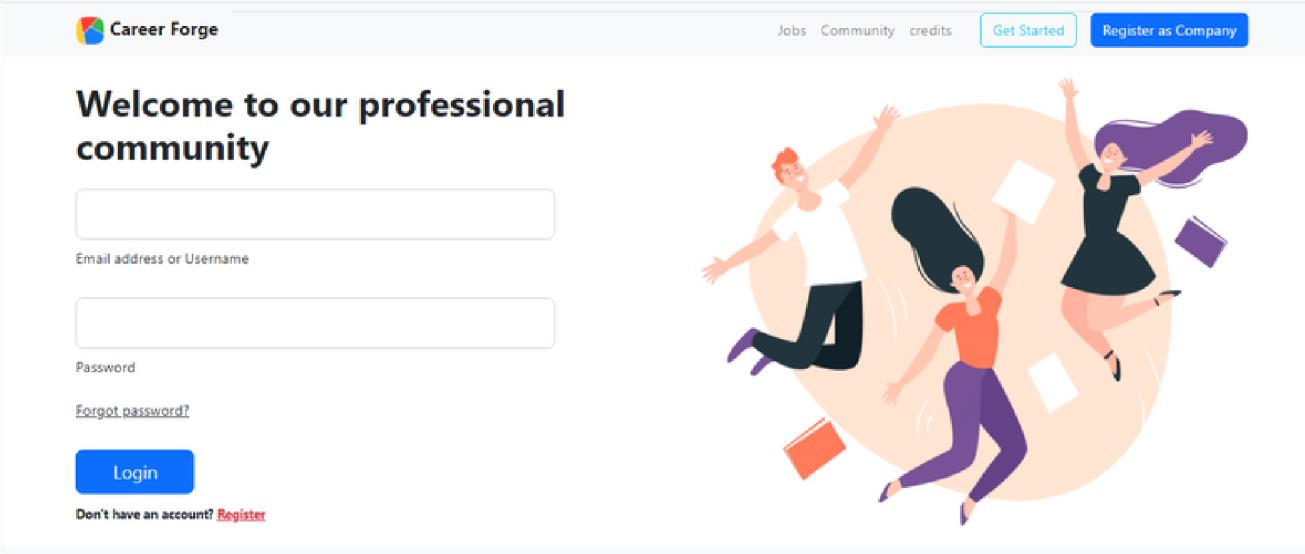 Career Forge
Jobs Community credits Get Started Register as Company
Welcome to our professional
community
Email address or Username
Password
Forgot password?
Login
Don't have an account? Register